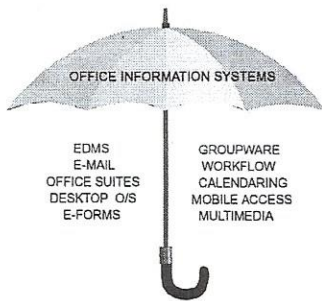 OFFICE INFORMATION SYSTEMS
EDMS
E-MAIL
OFFICE SUITES
DESKTOP O/S
E-FORMS
GROUPWARE
WORKFLOW
CALENDARING
MOBILE ACCESS
MULTIMEDIA